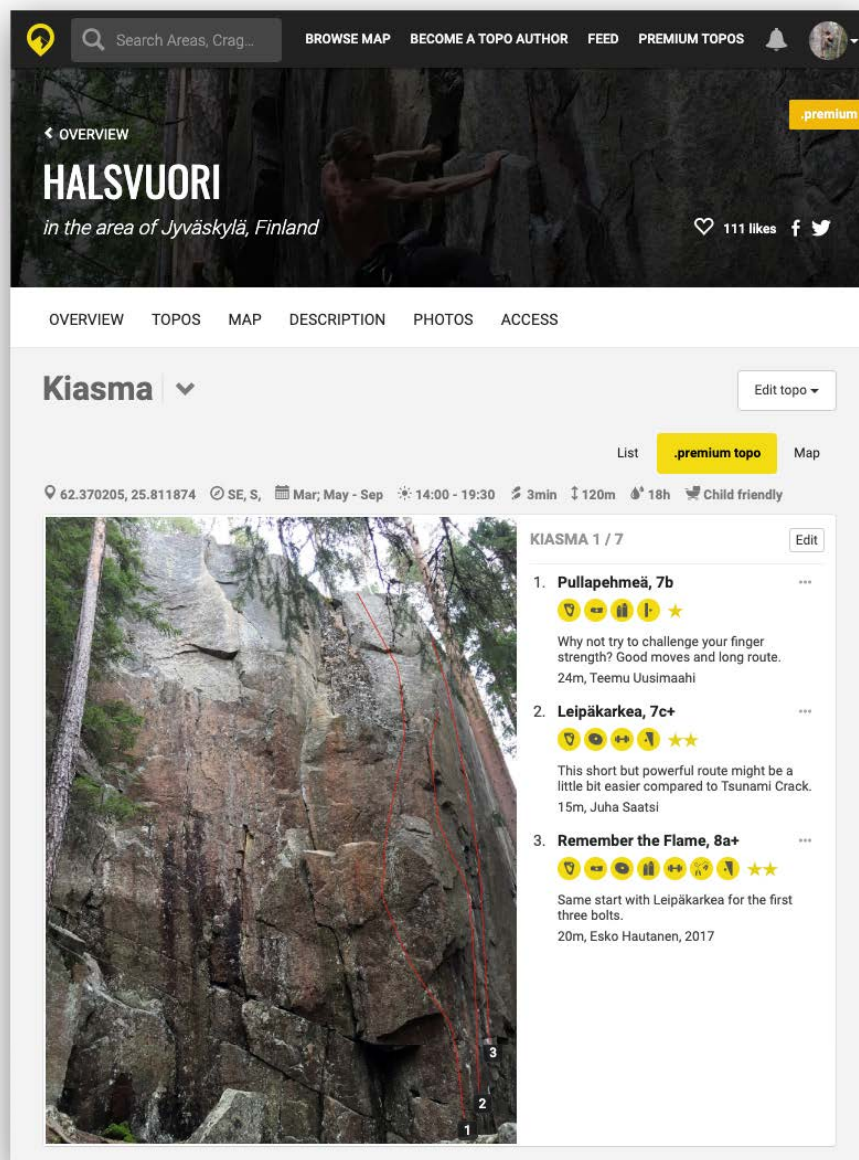 Search Areas, Crag...
BROWSE MAP
BECOME A TOPO AUTHOR
FEED
PREMIUM TOPOS
.premium
OVERVIEW
HALSVUORI
in the area of Jyväskylä, Finland
111 likes
OVERVIEW
TOPOS
MAP
DESCRIPTION
PHOTOS
ACCESS
Kiasma
Edit topo
List
.premium topo
Map
62.370205, 25.811874
SE, S,
Mar; May - Sep
14:00 - 19:30
3min
120m
18h
Child friendly
KIASMA 1 / 7
Edit
1. Pullapehmeä, 7b
Why not try to challenge your finger
strength? Good moves and long route.
24m, Teemu Uusimaahi
2. Leipäkarkea, 7c+
This short but powerful route might be a
little bit easier compared to Tsunami Crack.
15m, Juha Saatsi
3. Remember the Flame, 8a+
Same start with Leipäkarkea for the first
three bolts.
20m, Esko Hautanen, 2017
3
2
1